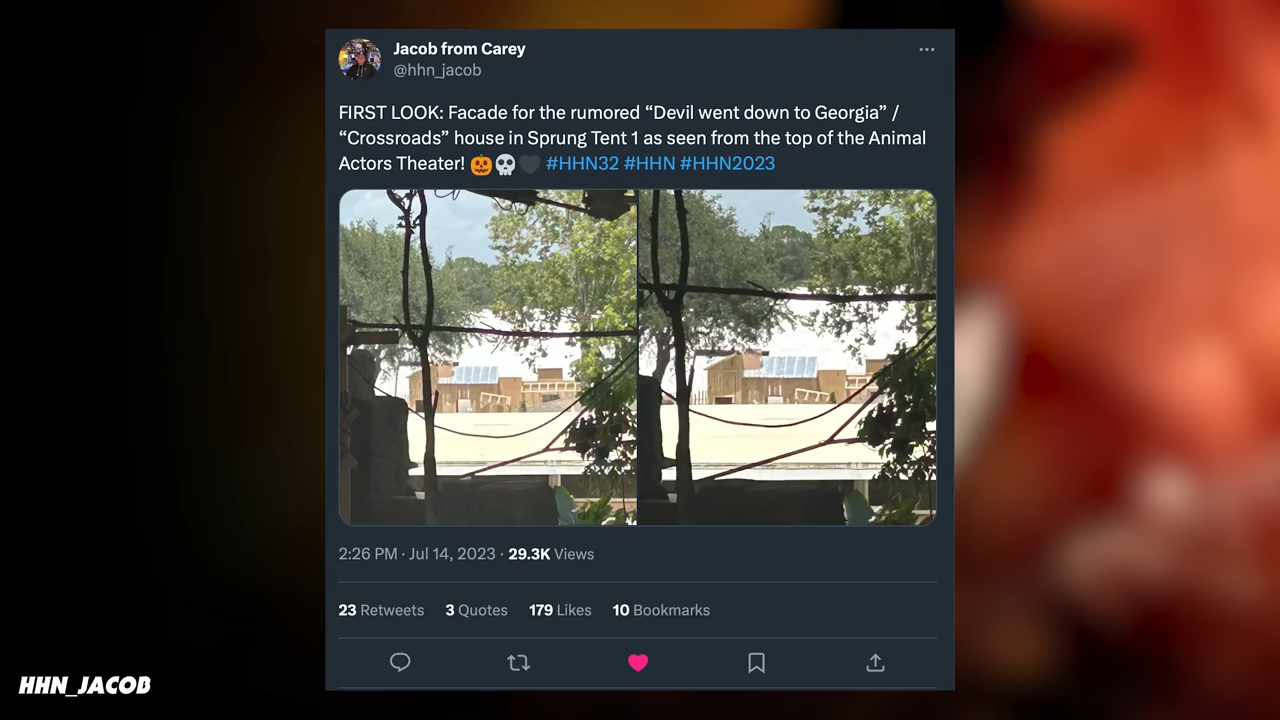 Jacob from Carey
@hhn_jacob
FIRST LOOK: Facade for the rumored “Devil went down to Georgia” /
“Crossroads” house in Sprung Tent 1 as seen from the top of the Animal
Actors Theater! 🎃💀🖤 #HHN32 #HHN #HHN2023
2:26 PM · Jul 14, 2023 · 29.3K Views
23 Retweets 3 Quotes 179 Likes 10 Bookmarks
HHN_JACOB